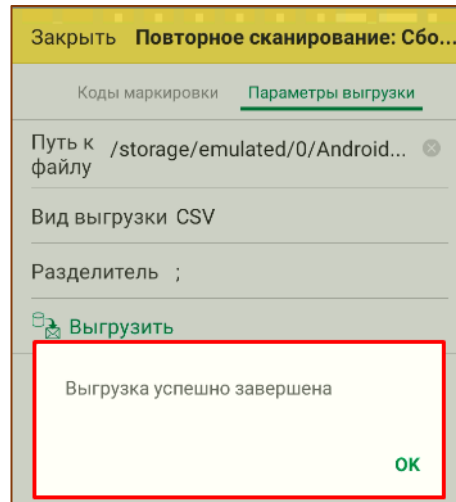 Закрыть Повторное сканирование: Сбо...
Коды маркировки Параметры выгрузки
Путь к файлу /storage/emulated/0/Android...
Вид выгрузки CSV
Разделитель ;
Выгрузить
Выгрузка успешно завершена
ОК